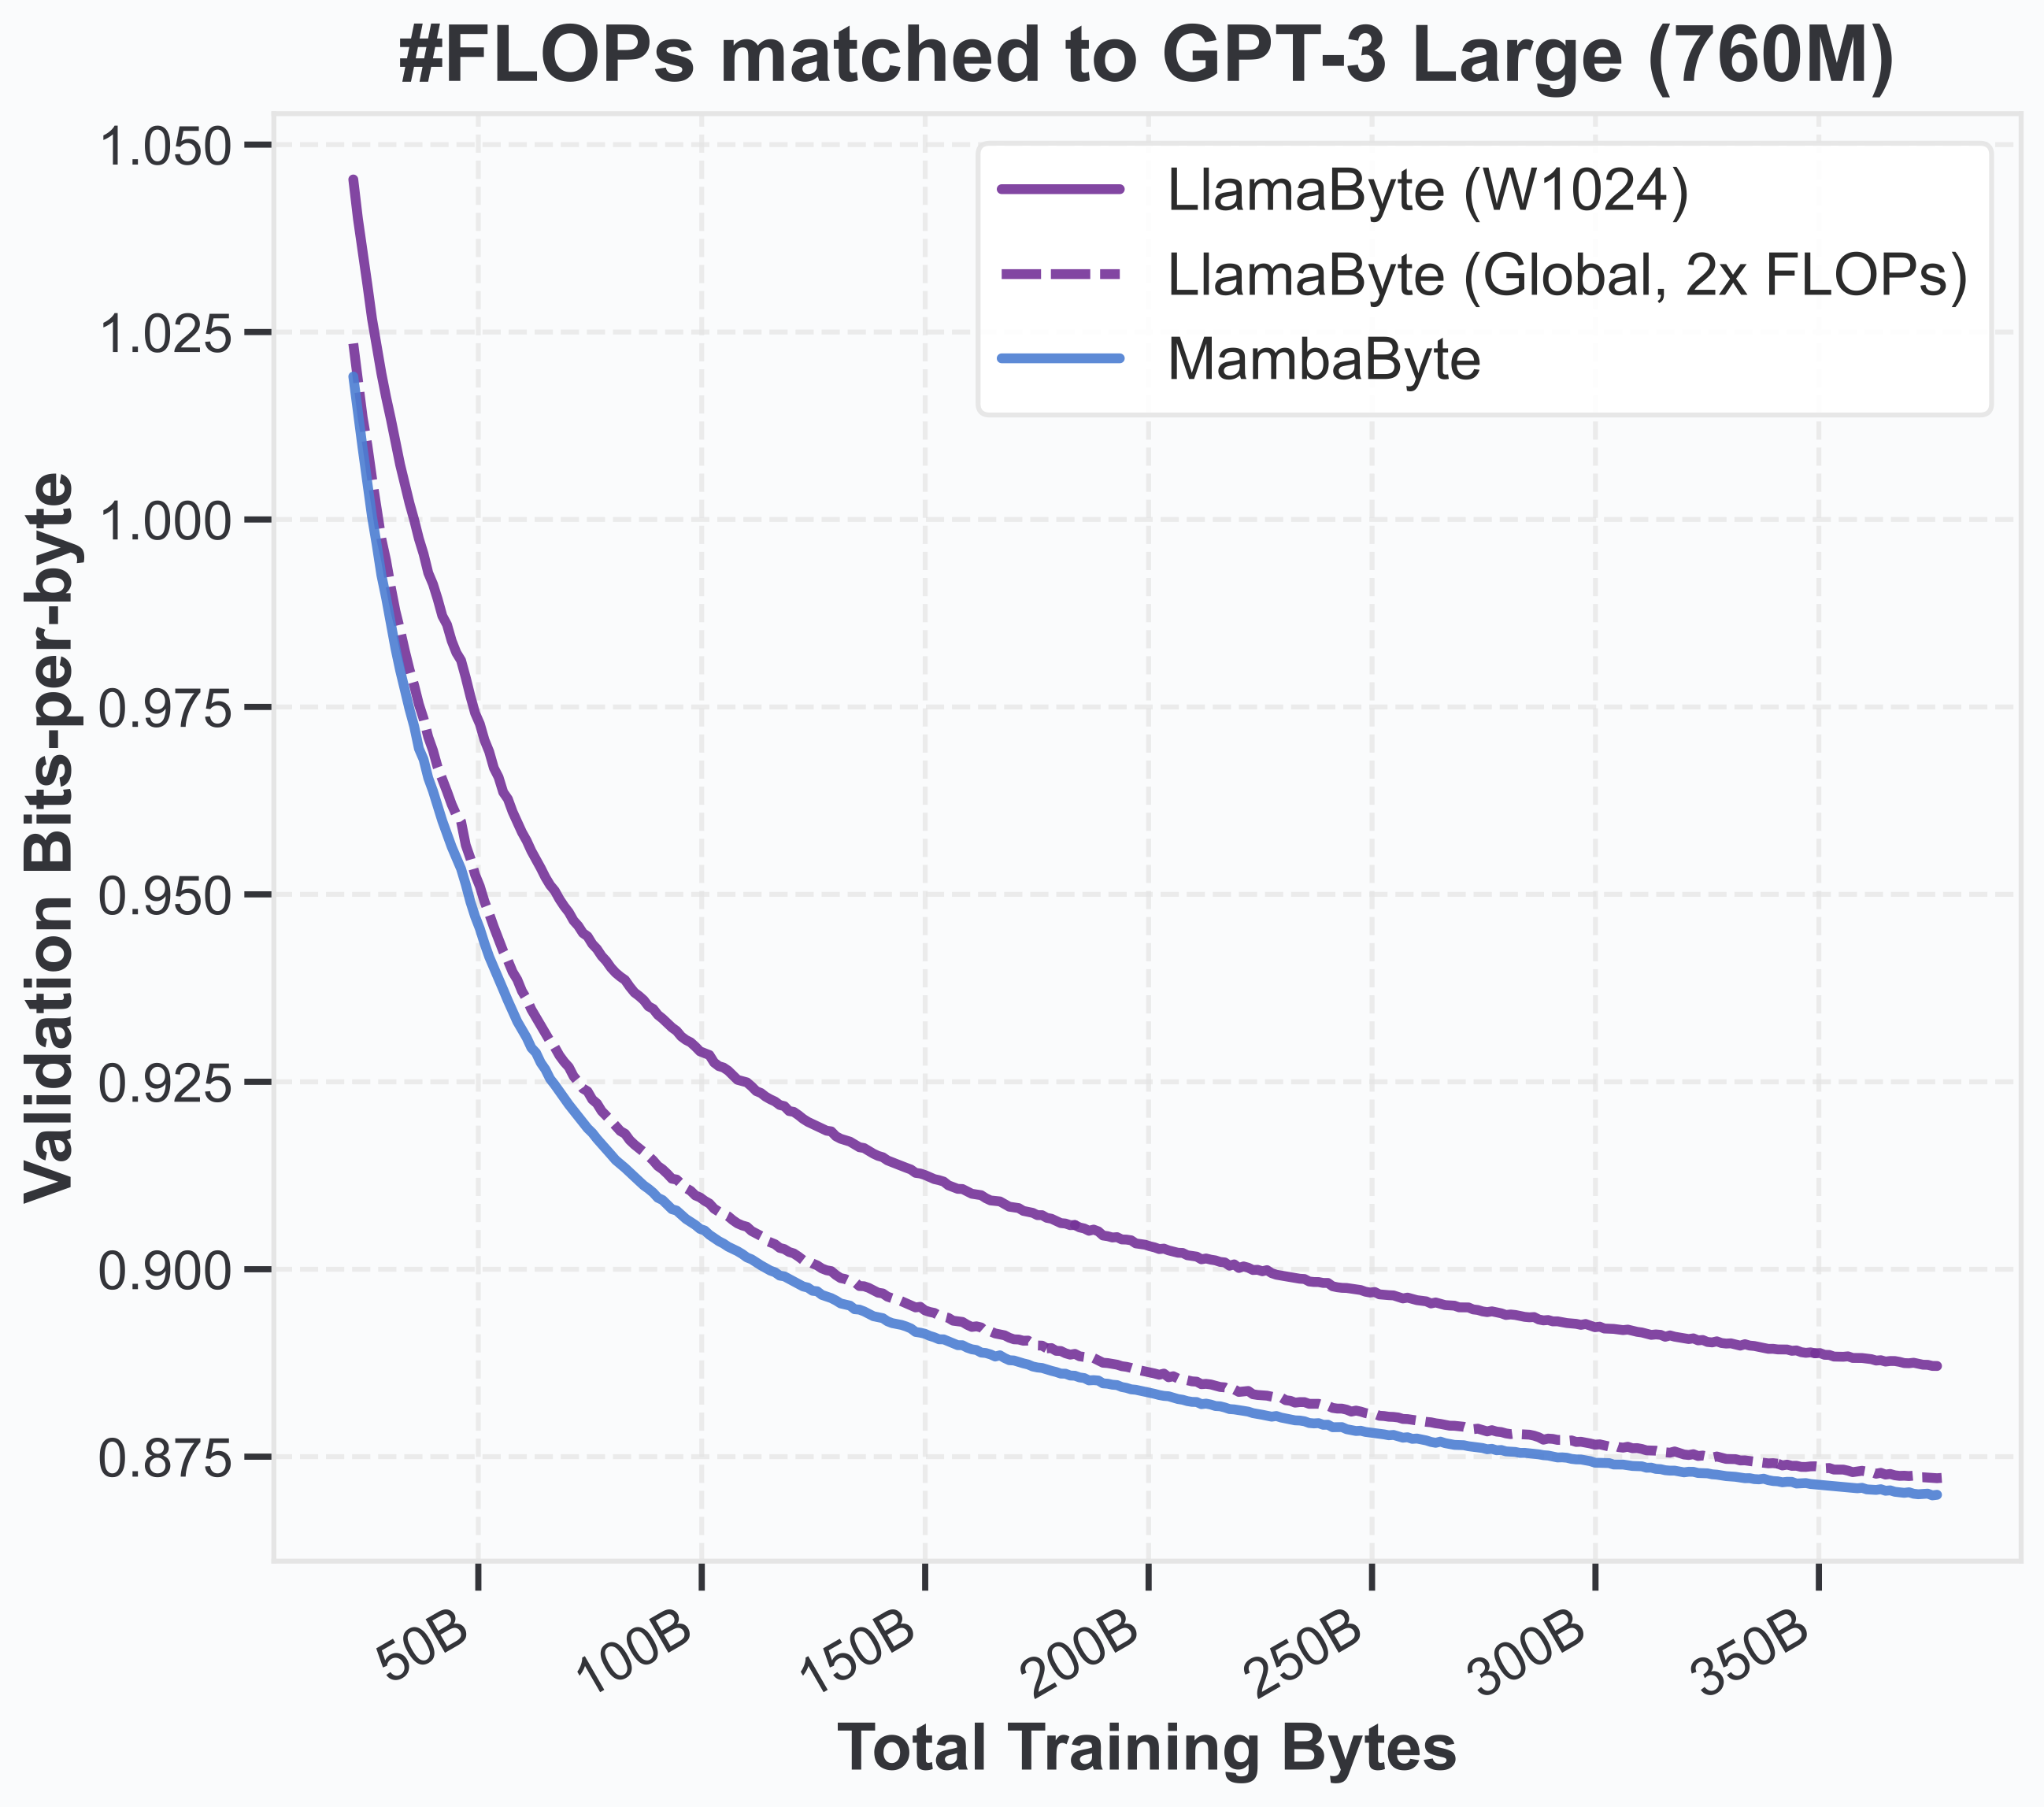 #FLOPs matched to GPT-3 Large (760M)
LlamaByte (W1024)
LlamaByte (Global, 2x FLOPs)
MambaByte
Validation Bits-per-byte
1.050
1.025
1.000
0.975
0.950
0.925
0.900
0.875
50B
100B
150B
200B
250B
300B
350B
Total Training Bytes